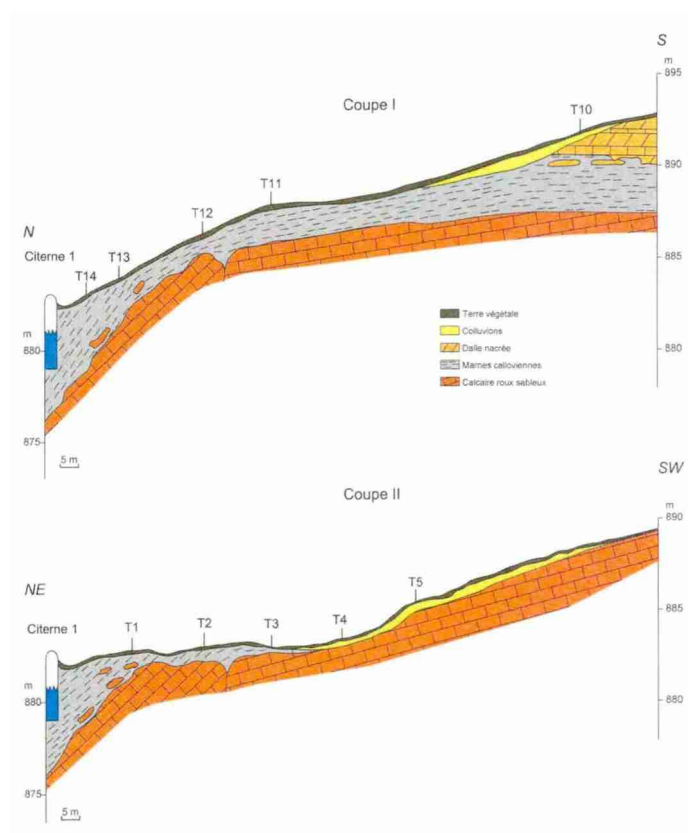 S
m
895
Coupe I
T10
890
T11
T12
N
Citerne 1
T13
T14
885
m
Terre végétale
Colluvions
Dalle nacrée
880
880
Marnes calloviennes
Calcaire roux sableux
875
5 m
SW
Coupe II
m
890
T5
NE
885
Citerne 1
T1
T2
T3
T4
m
880
880
875
5 m